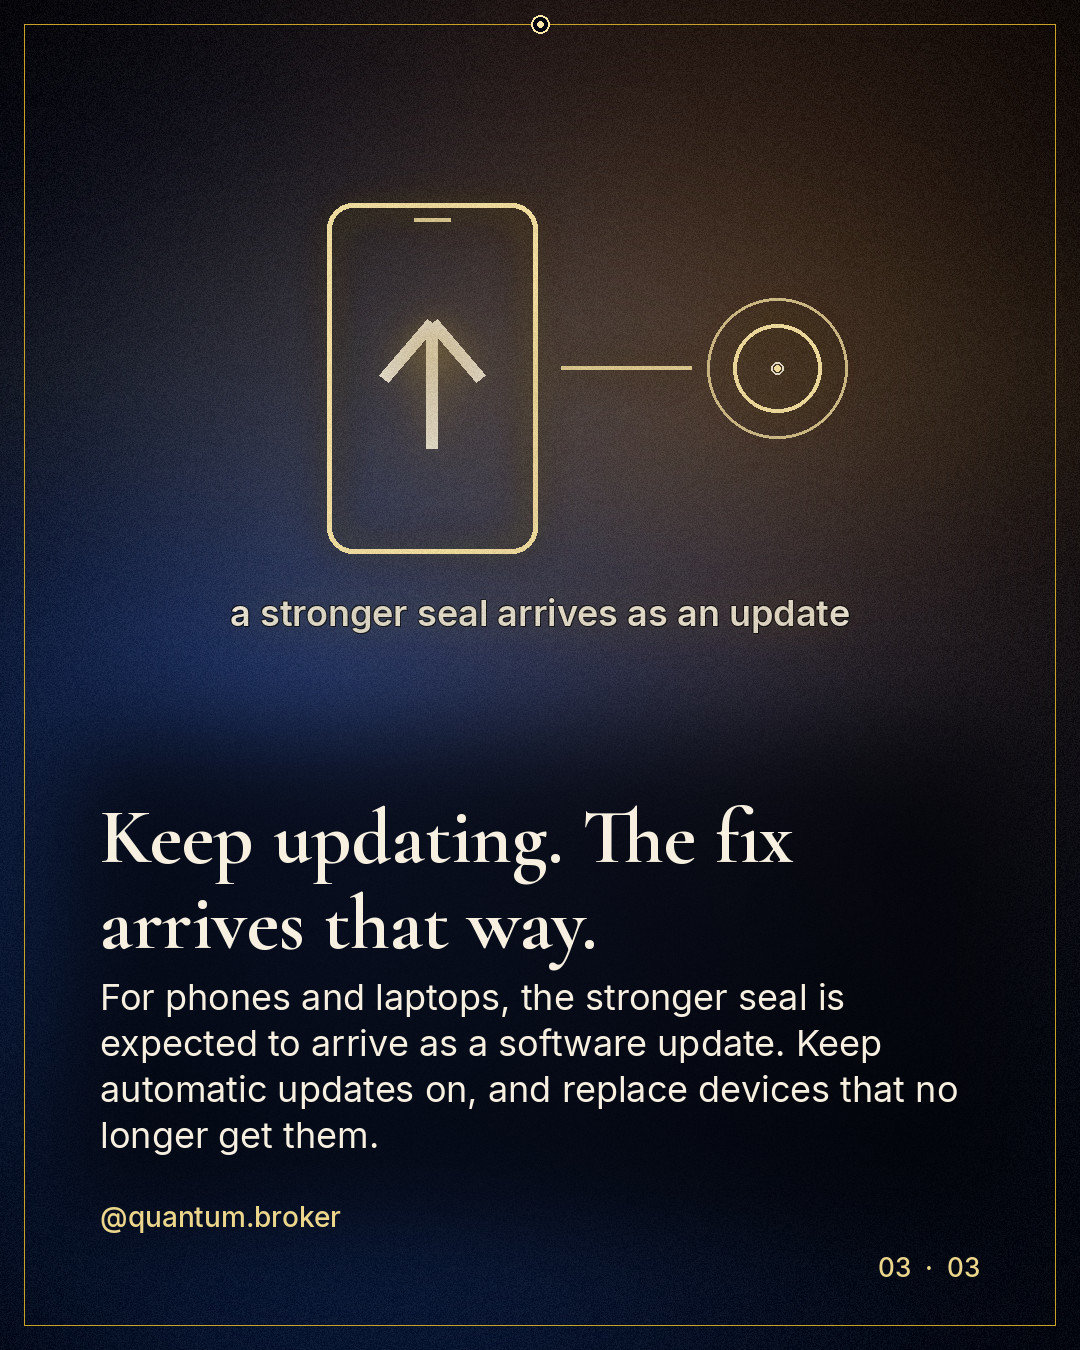 a stronger seal arrives as an update
Keep updating. The fix
arrives that way.
For phones and laptops, the stronger seal is
expected to arrive as a software update. Keep
automatic updates on, and replace devices that no
longer get them.
@quantum.broker
03 · 03